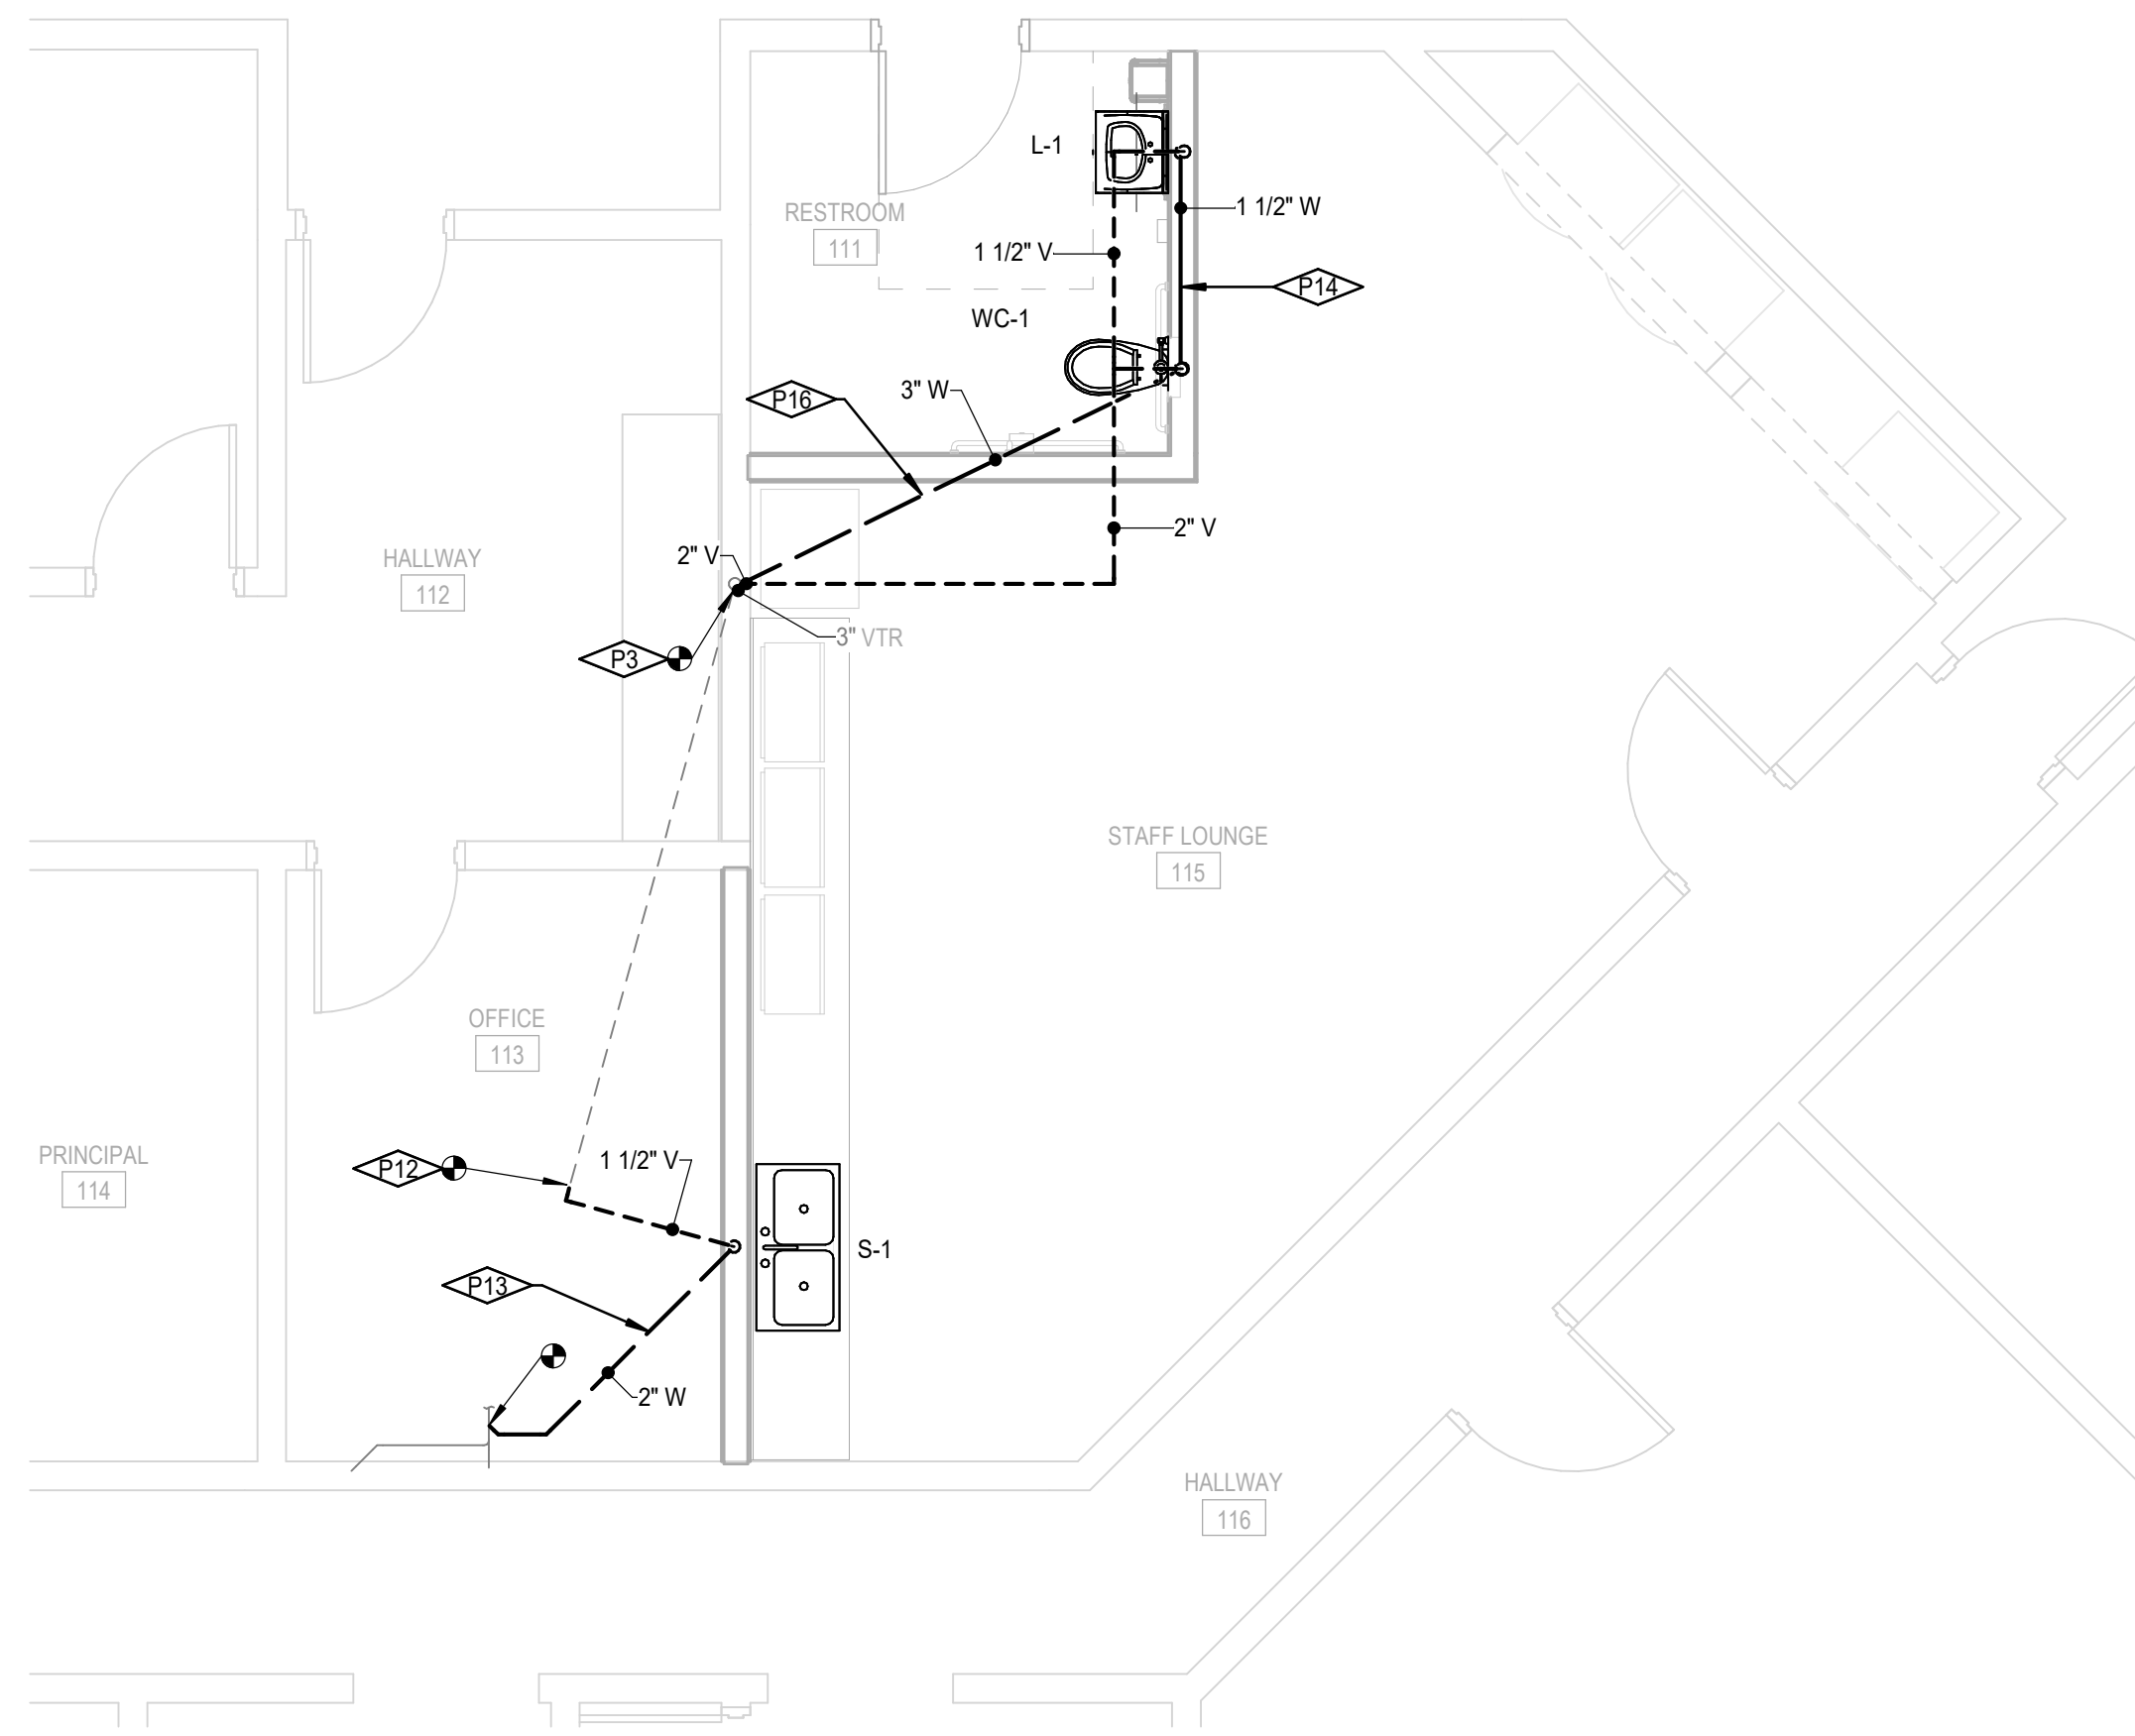 L-1
1 1/2" W
RESTROOM
111
1 1/2" V
P14
WC-1
3" W
P16
2" V
2" V
HALLWAY
112
3" VTR
P3
STAFF LOUNGE
115
OFFICE
113
PRINCIPAL
114
P12
1 1/2" V
S-1
P13
2" W
HALLWAY
116